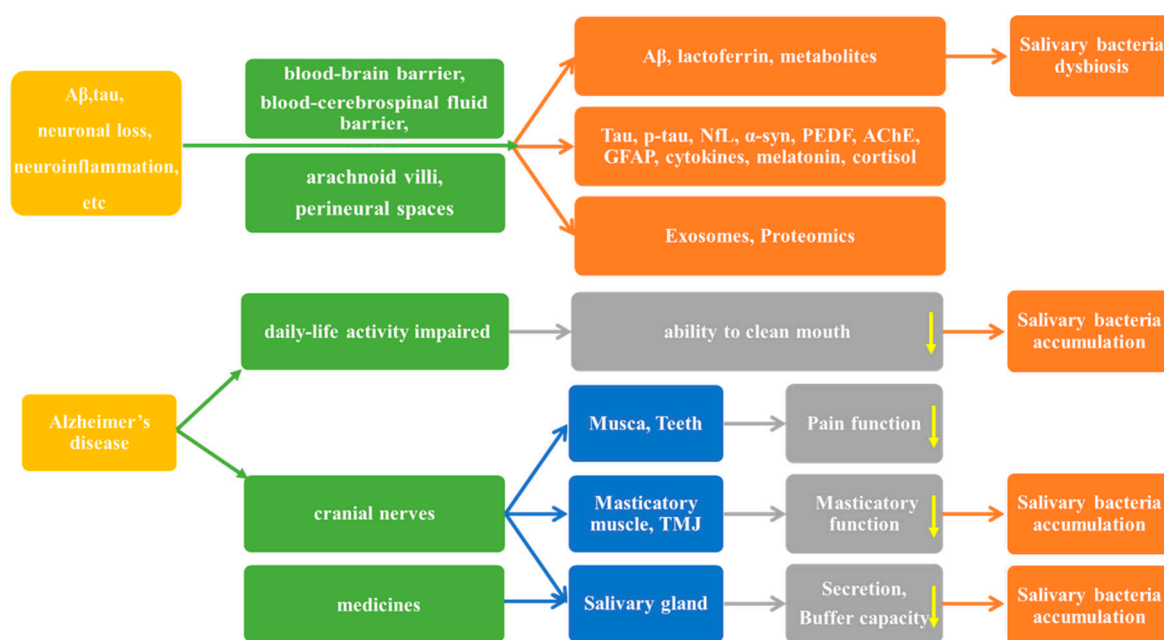 Aβ,tau,
neuronal loss,
neuroinflammation,
etc
blood-brain barrier,
blood-cerebrospinal fluid
barrier,
arachnoid villi,
perineural spaces
Aβ, lactoferrin, metabolites
Salivary bacteria
dysbiosis
Tau, p-tau, NfL, α-syn, PEDF, AChE,
GFAP, cytokines, melatonin, cortisol
Exosomes, Proteomics
Alzheimer’s
disease
daily-life activity impaired
ability to clean mouth
Salivary bacteria
accumulation
cranial nerves
Musca, Teeth
Pain function
Masticatory
muscle, TMJ
Masticatory
function
Salivary bacteria
accumulation
medicines
Salivary gland
Secretion,
Buffer capacity
Salivary bacteria
accumulation